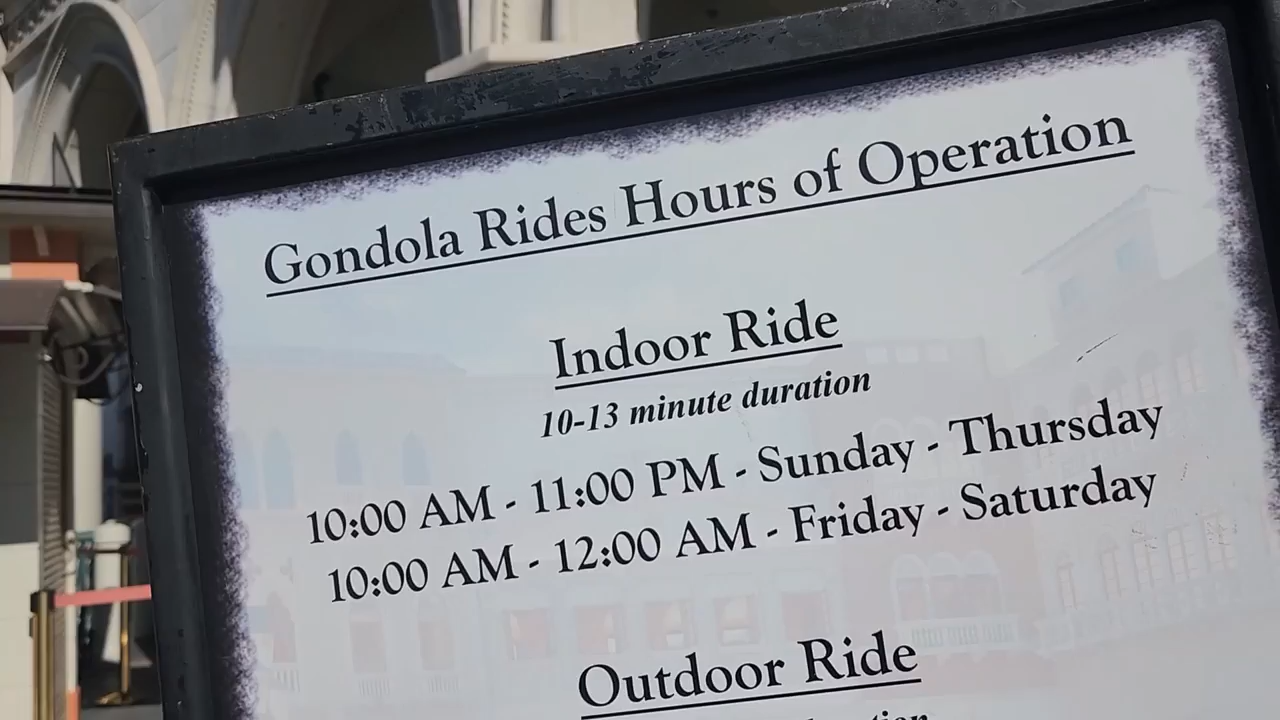 Gondola Rides Hours of Operation
Indoor Ride
10-13 minute duration
10:00 AM - 11:00 PM - Sunday - Thursday
10:00 AM - 12:00 AM - Friday - Saturday
Outdoor Ride